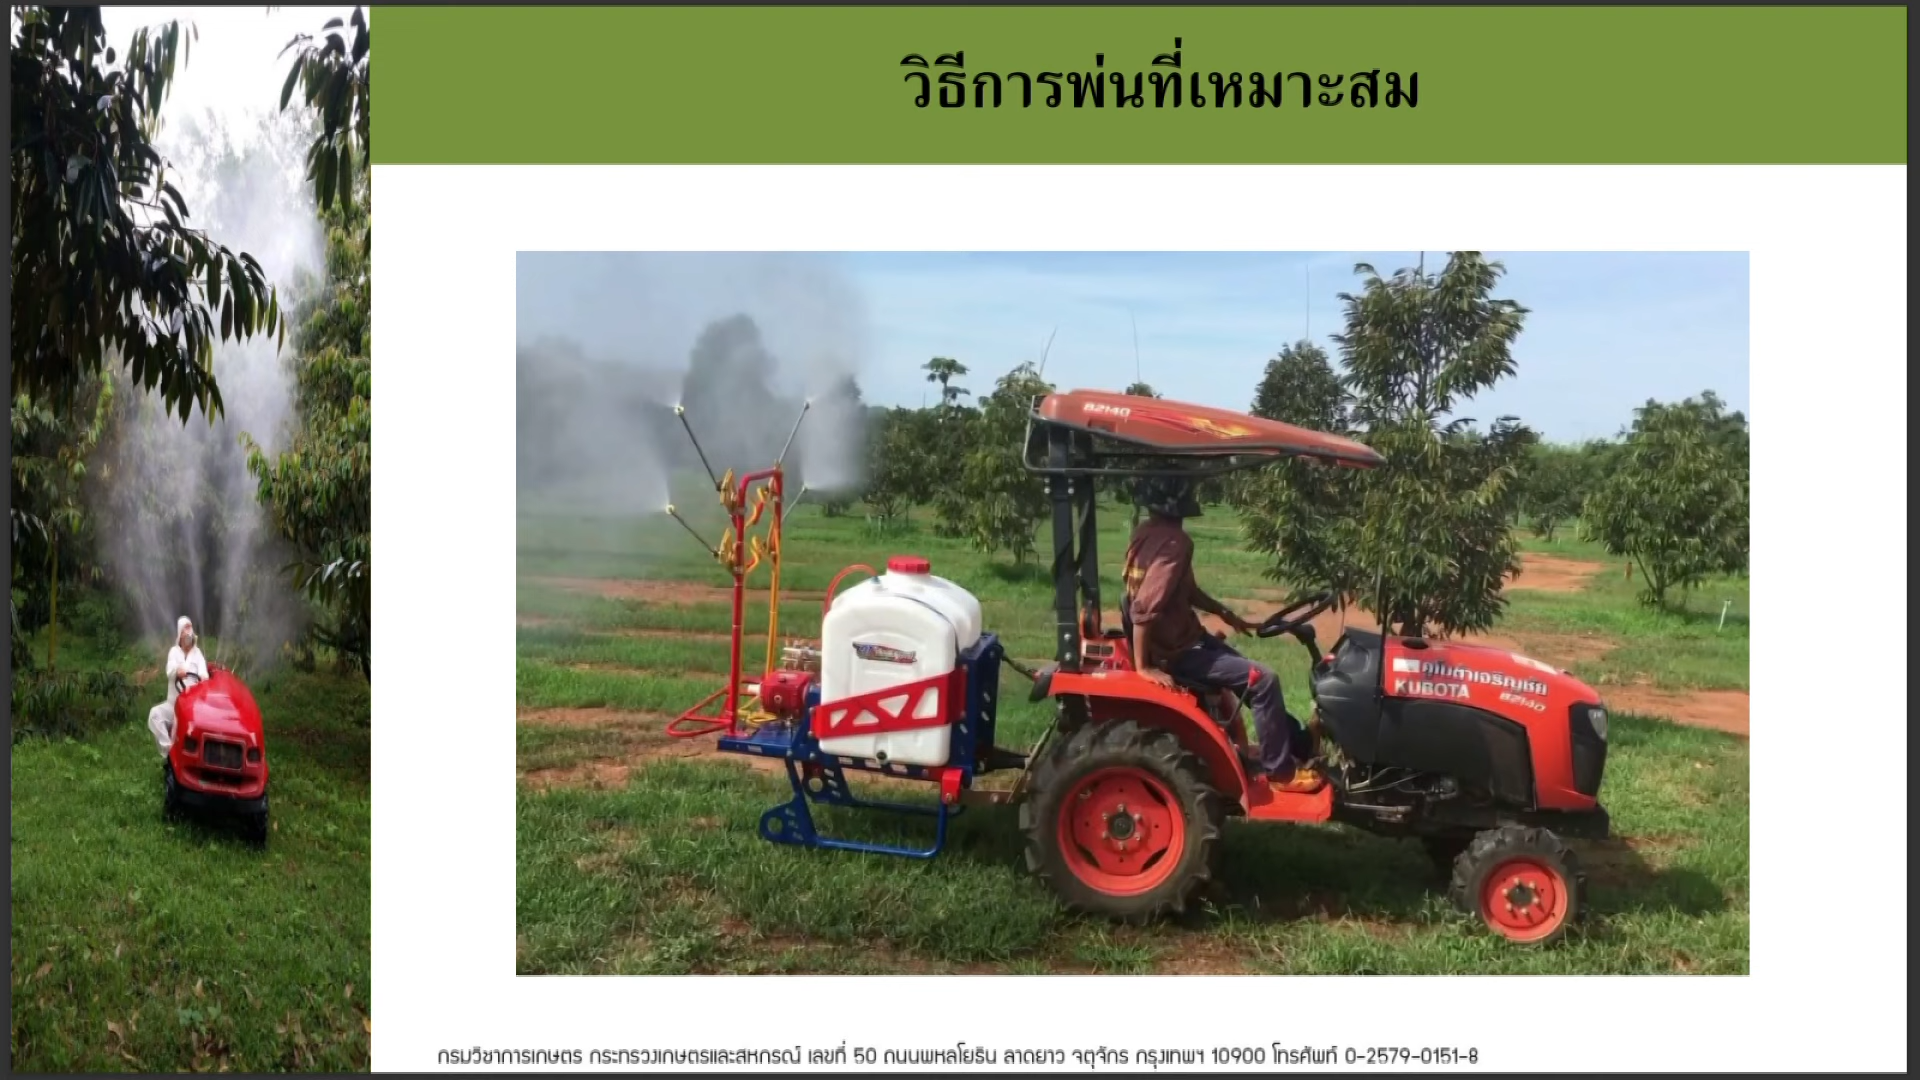 วิธีการพ่นที่เหมาะสม
B2140
KUBOTA
B2140
กรมวิชาการเกษตร กระทรวงเกษตรและสหกรณ์ เลขที่ 50 ถนนพหลโยธิน ลาดยาว จตุจักร กรุงเทพฯ 10900 โทรศัพท์ 0-2579-0151-8